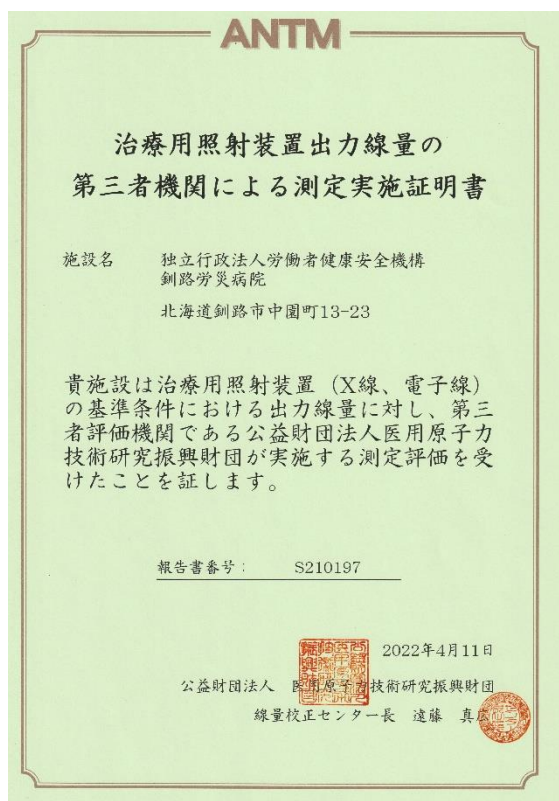 ANTM
治療用照射装置出力線量の
第三者機関による測定実施証明書
施設名 独立行政法人労働者健康安全機構
釧路労災病院
北海道釧路市中園町13-23
貴施設は治療用照射装置（X線、電子線）
の基準条件における出力線量に対し、第三
者評価機関である公益財団法人医用原子力
技術研究振興財団が実施する測定評価を受
けたことを証します。
報告書番号： S210197
2022年4月11日
公益財団法人 医用原子力技術研究振興財団
線量校正センター長 遠藤 真広